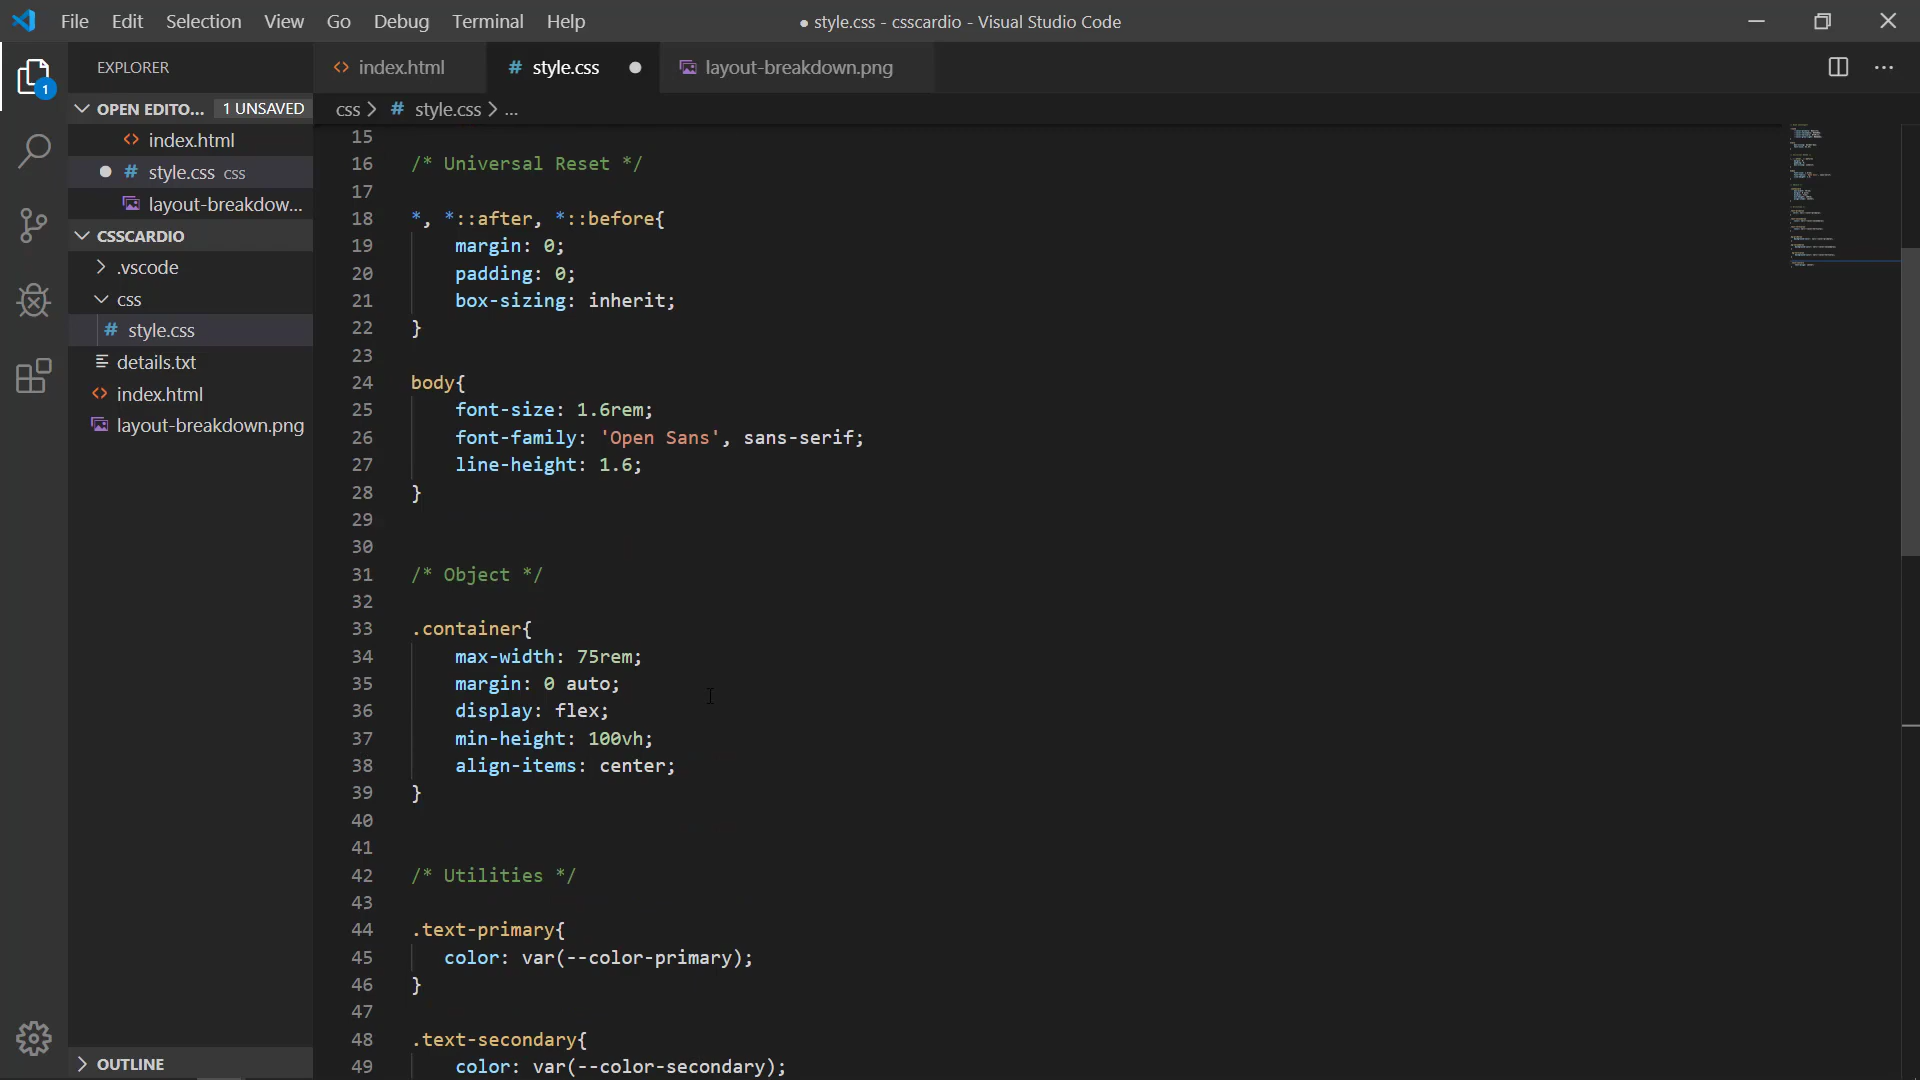 File Edit Selection View Go Debug Terminal Help
● style.css - csscardio - Visual Studio Code
EXPLORER
OPEN EDITO... 1 UNSAVED
index.html
style.css css
layout-breakdow...
CSSCARDIO
.vscode
css
style.css
details.txt
index.html
layout-breakdown.png
OUTLINE
1
index.html
style.css
layout-breakdown.png
css > # style.css > ...
15
16 /* Universal Reset */
17
18 *, *::after, *::before{
19 margin: 0;
20 padding: 0;
21 box-sizing: inherit;
22 }
23
24 body{
25 font-size: 1.6rem;
26 font-family: 'Open Sans', sans-serif;
27 line-height: 1.6;
28 }
29
30
31 /* Object */
32
33 .container{
34 max-width: 75rem;
35 margin: 0 auto;
36 display: flex;
37 min-height: 100vh;
38 align-items: center;
39 }
40
41
42 /* Utilities */
43
44 .text-primary{
45 color: var(--color-primary);
46 }
47
48 .text-secondary{
49 color: var(--color-secondary);